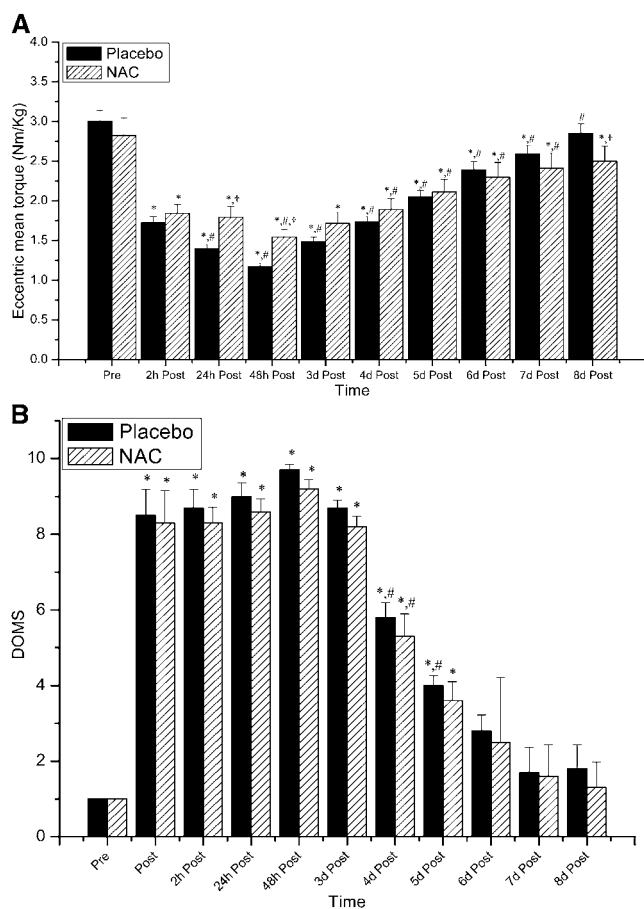 A
Placebo
NAC
Eccentric mean torque (Nm/Kg)
4.0
3.5
3.0
2.5
2.0
1.5
1.0
0.5
0.0
* * *,# *,† *,# *,#,† *,# * *,# *,# *,# *,# *,# *,# *,# *,# # *,†
Pre 2h Post 24h Post 48h Post 3d Post 4d Post 5d Post 6d Post 7d Post 8d Post
Time
B
Placebo
NAC
DOMS
10
8
6
4
2
0
* * * * * * * * * * *,# *,# *,# *
Pre Post 2h Post 24h Post 48h Post 3d Post 4d Post 5d Post 6d Post 7d Post 8d Post
Time